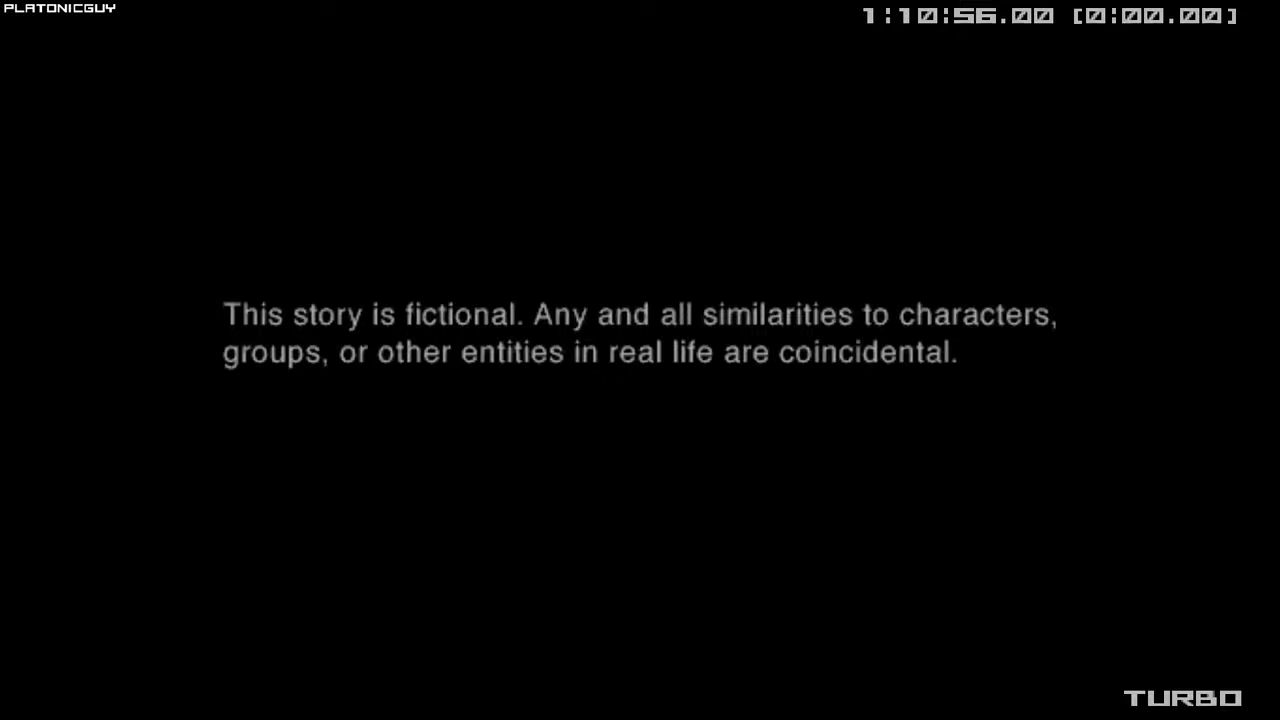 PLATONICGUY
1:10:56.00 [0:00.00]
This story is fictional. Any and all similarities to characters,
groups, or other entities in real life are coincidental.
TURBO